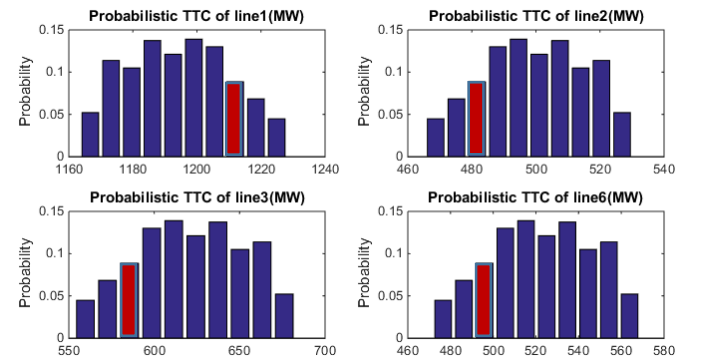 Probabilistic TTC of line1(MW)
Probability
0.15
0.1
0.05
0
1160 1180 1200 1220 1240
Probabilistic TTC of line2(MW)
Probability
0.15
0.1
0.05
0
460 480 500 520 540
Probabilistic TTC of line3(MW)
Probability
0.15
0.1
0.05
0
550 600 650 700
Probabilistic TTC of line6(MW)
Probability
0.15
0.1
0.05
0
460 480 500 520 540 560 580